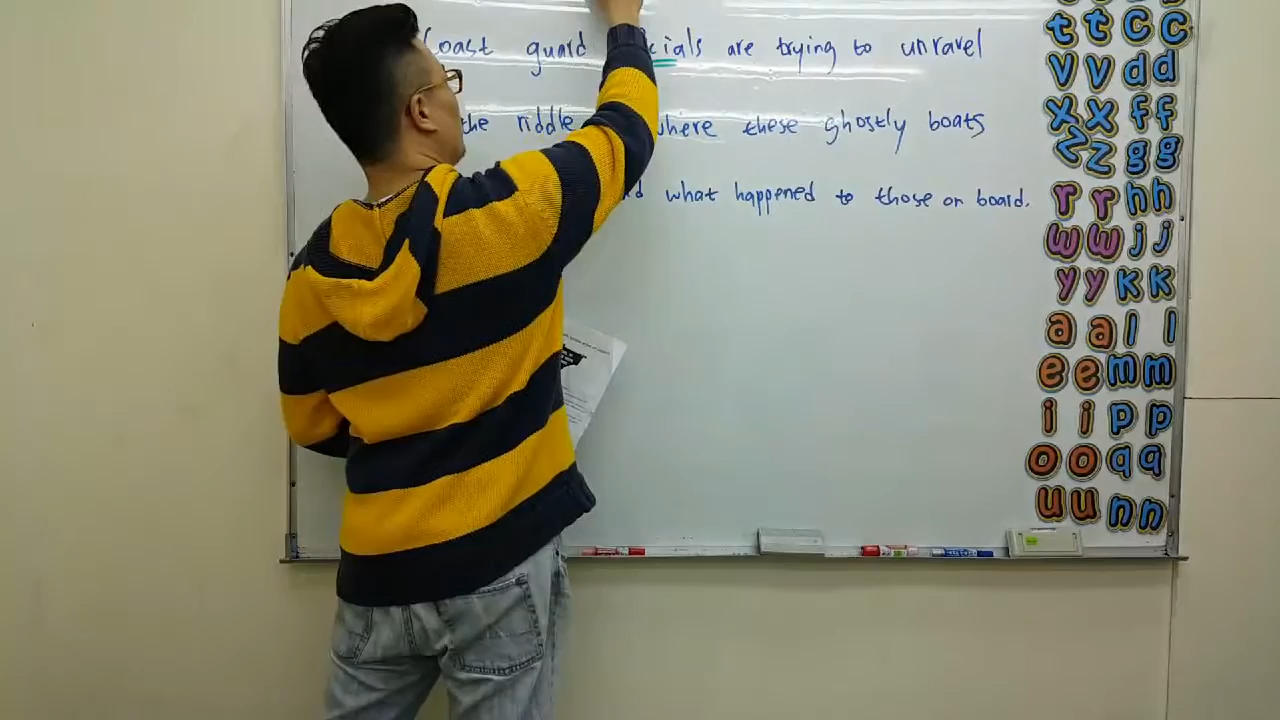 Coast guard cials are trying to unravel
the riddle where these ghostly boats
d what happened to those on board.
t t c c
v v d d
x x f f
z z g g
r r h h
w w j j
y y k k
a a l l
e e m m
i i p p
o o q q
u u n n